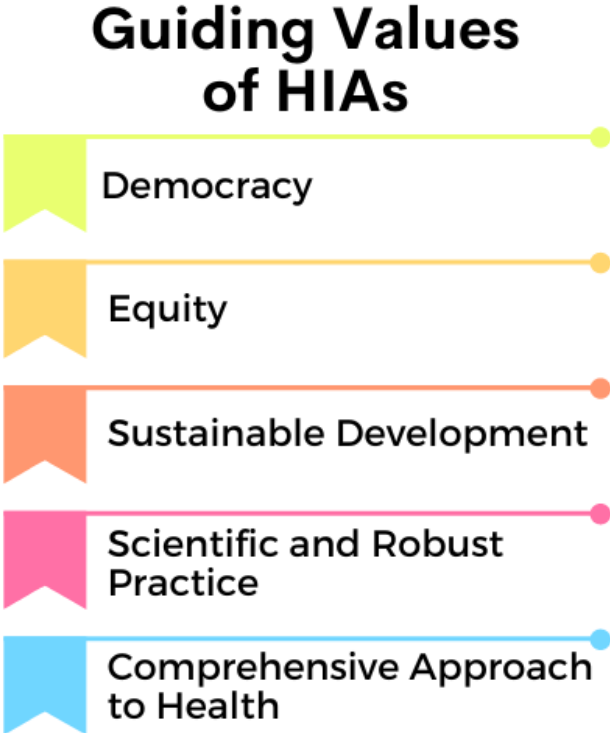 Guiding Values
of HIAs
Democracy
Equity
Sustainable Development
Scientific and Robust
Practice
Comprehensive Approach
to Health